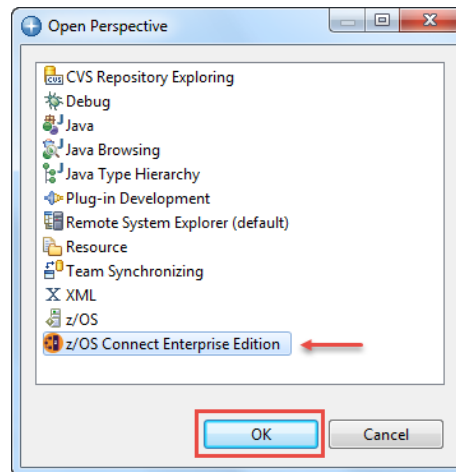 Open Perspective
CVS Repository Exploring
Debug
Java
Java Browsing
Java Type Hierarchy
Plug-in Development
Remote System Explorer (default)
Resource
Team Synchronizing
XML
z/OS
z/OS Connect Enterprise Edition
OK Cancel